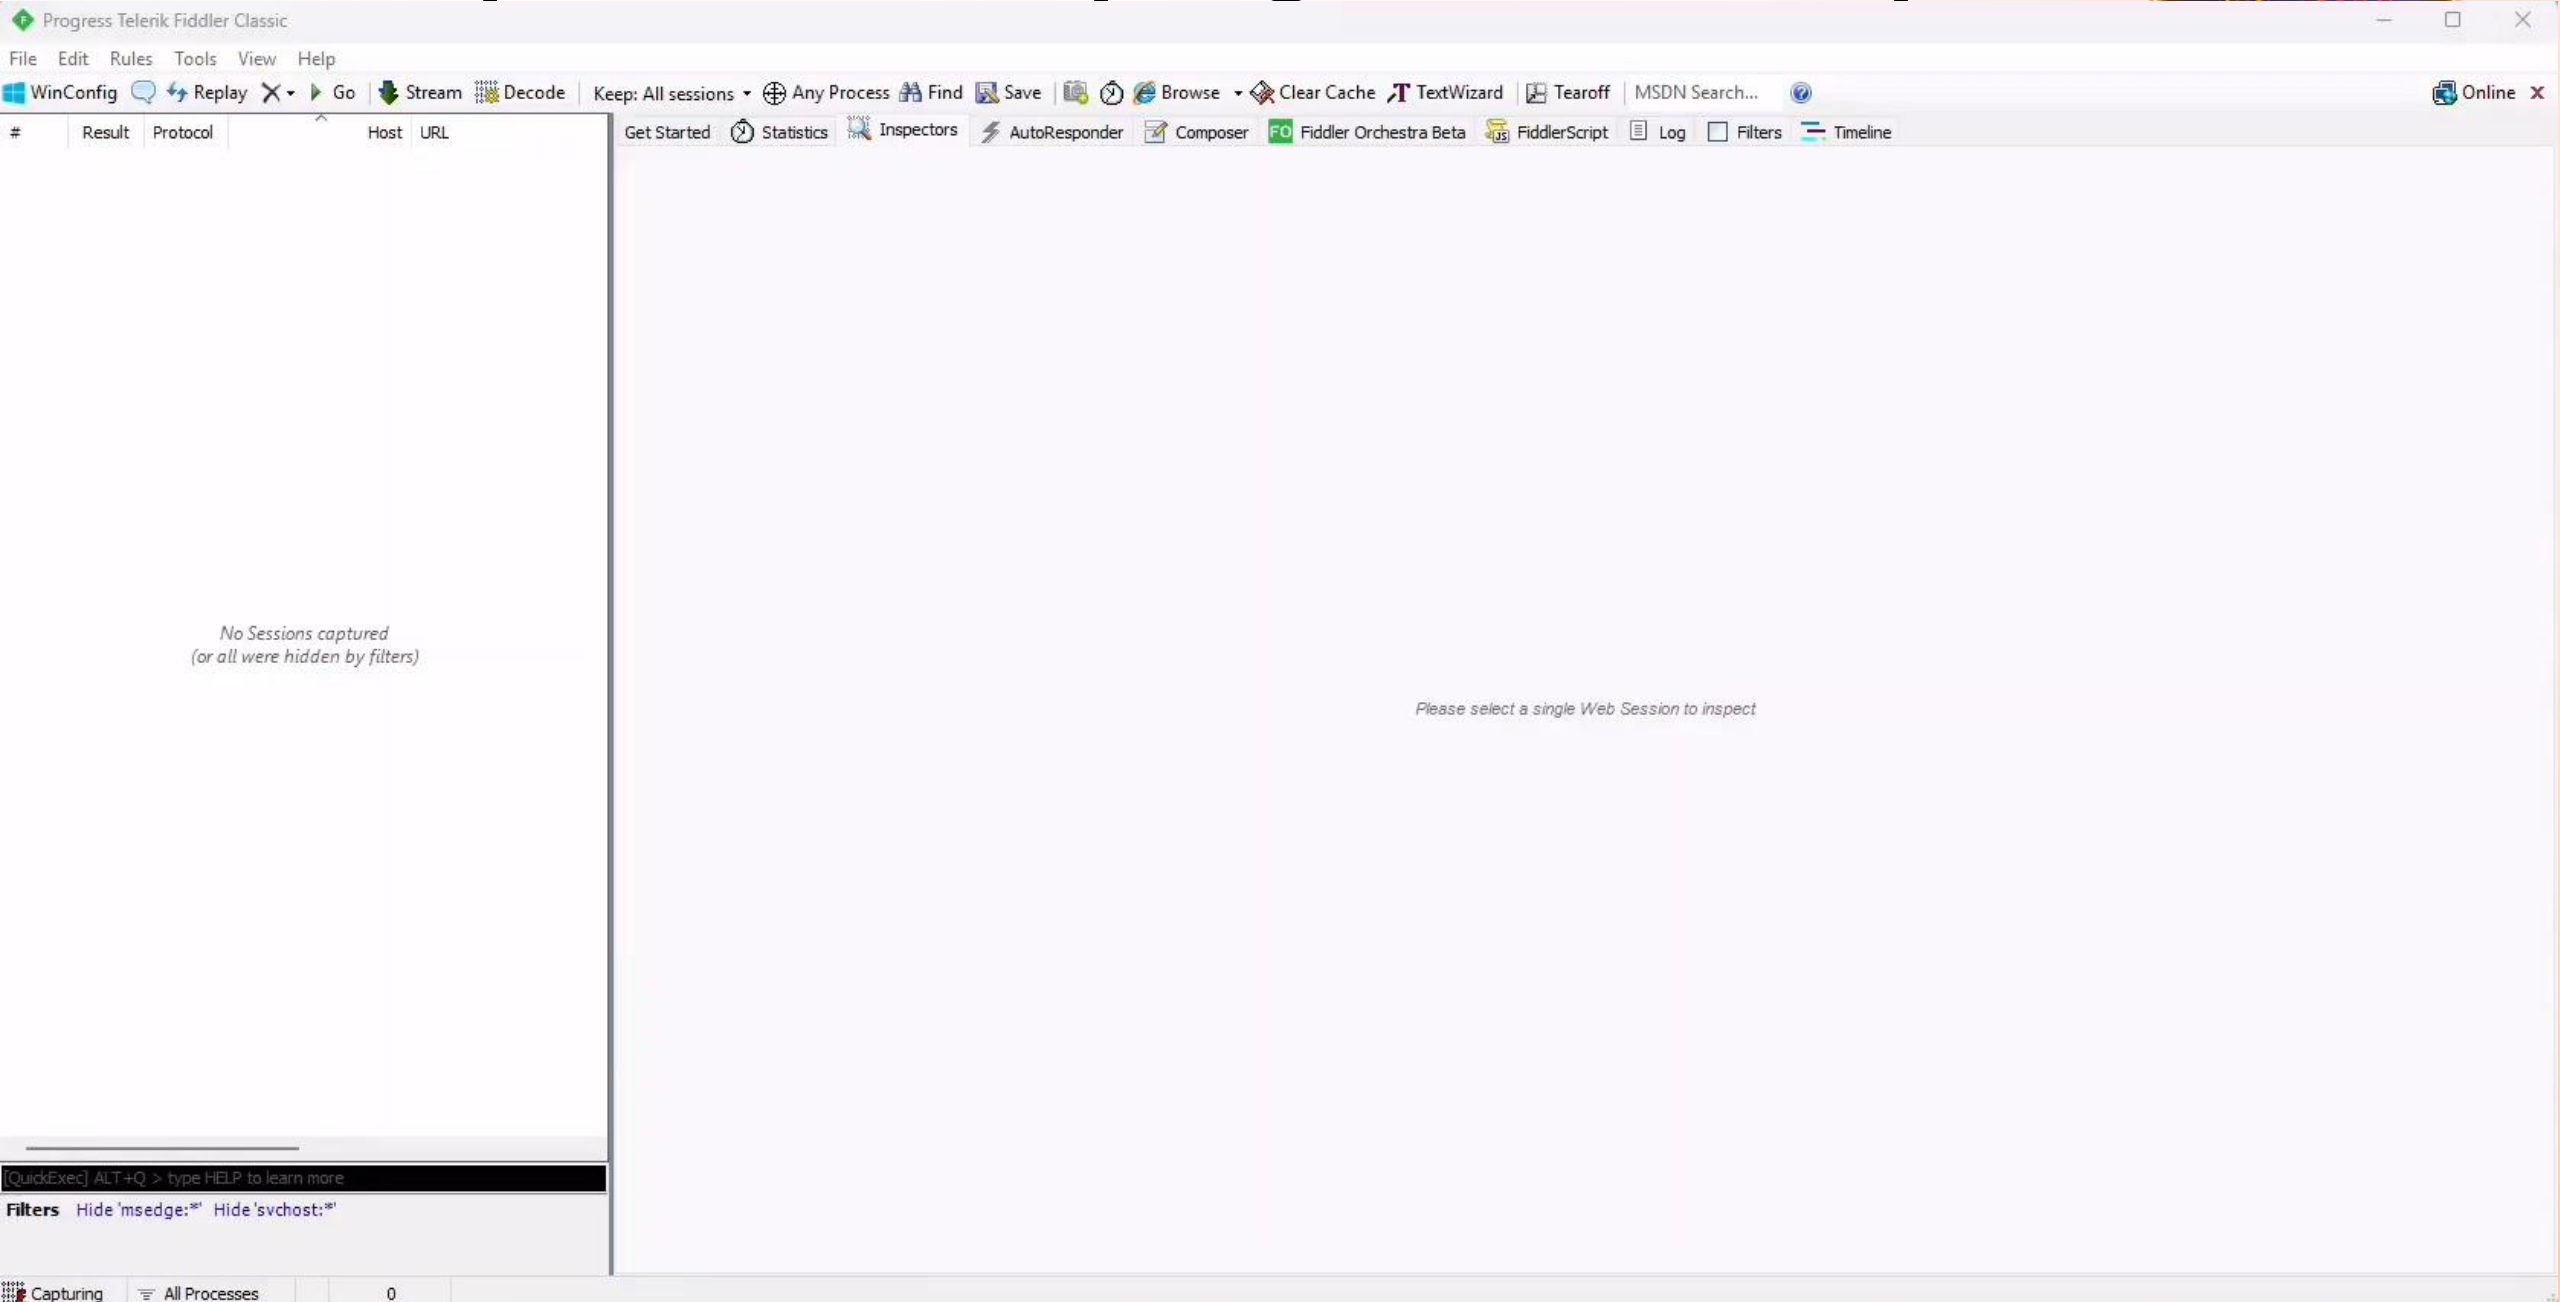 Progress Telerik Fiddler Classic
File Edit Rules Tools View Help
WinConfig Replay Go Stream Decode Keep: All sessions Any Process Find Save Browse Clear Cache TextWizard Tearoff MSDN Search... Online
# Result Protocol Host URL
Get Started Statistics Inspectors AutoResponder Composer FO Fiddler Orchestra Beta FiddlerScript Log Filters Timeline
No Sessions captured
(or all were hidden by filters)
Please select a single Web Session to inspect
[QuickExec] ALT+Q > type HELP to learn more
Filters Hide 'msedge:*' Hide 'svchost:*'
Capturing All Processes 0